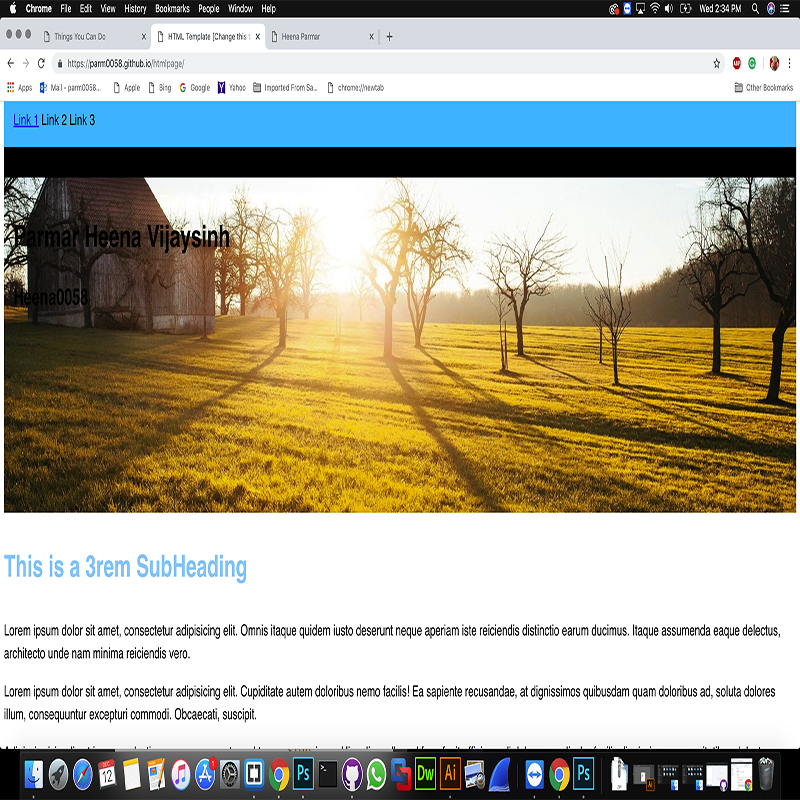 Chrome File Edit View History Bookmarks People Window Help Wed 2:34 PM
Things You Can Do HTML Template [Change this t Heena Parmar
https://parm0058.github.io/htmlpage/
Apps Mail - parm0058... Apple Bing Google Yahoo Imported From Sa... chrome://newtab Other Bookmarks
Link 1 Link 2 Link 3
Parmar Heena Vijaysinh
Heena0058
This is a 3rem SubHeading
Lorem ipsum dolor sit amet, consectetur adipisicing elit. Omnis itaque quidem iusto deserunt neque aperiam iste reiciendis distinctio earum ducimus. Itaque assumenda eaque delectus,
architecto unde nam minima reiciendis vero.
Lorem ipsum dolor sit amet, consectetur adipisicing elit. Cupiditate autem doloribus nemo facilis! Ea sapiente recusandae, at dignissimos quibusdam quam doloribus ad, soluta dolores
illum, consequuntur excepturi commodi. Obcaecati, suscipit.
DEC 12 1 Ps Dw Ai Ps